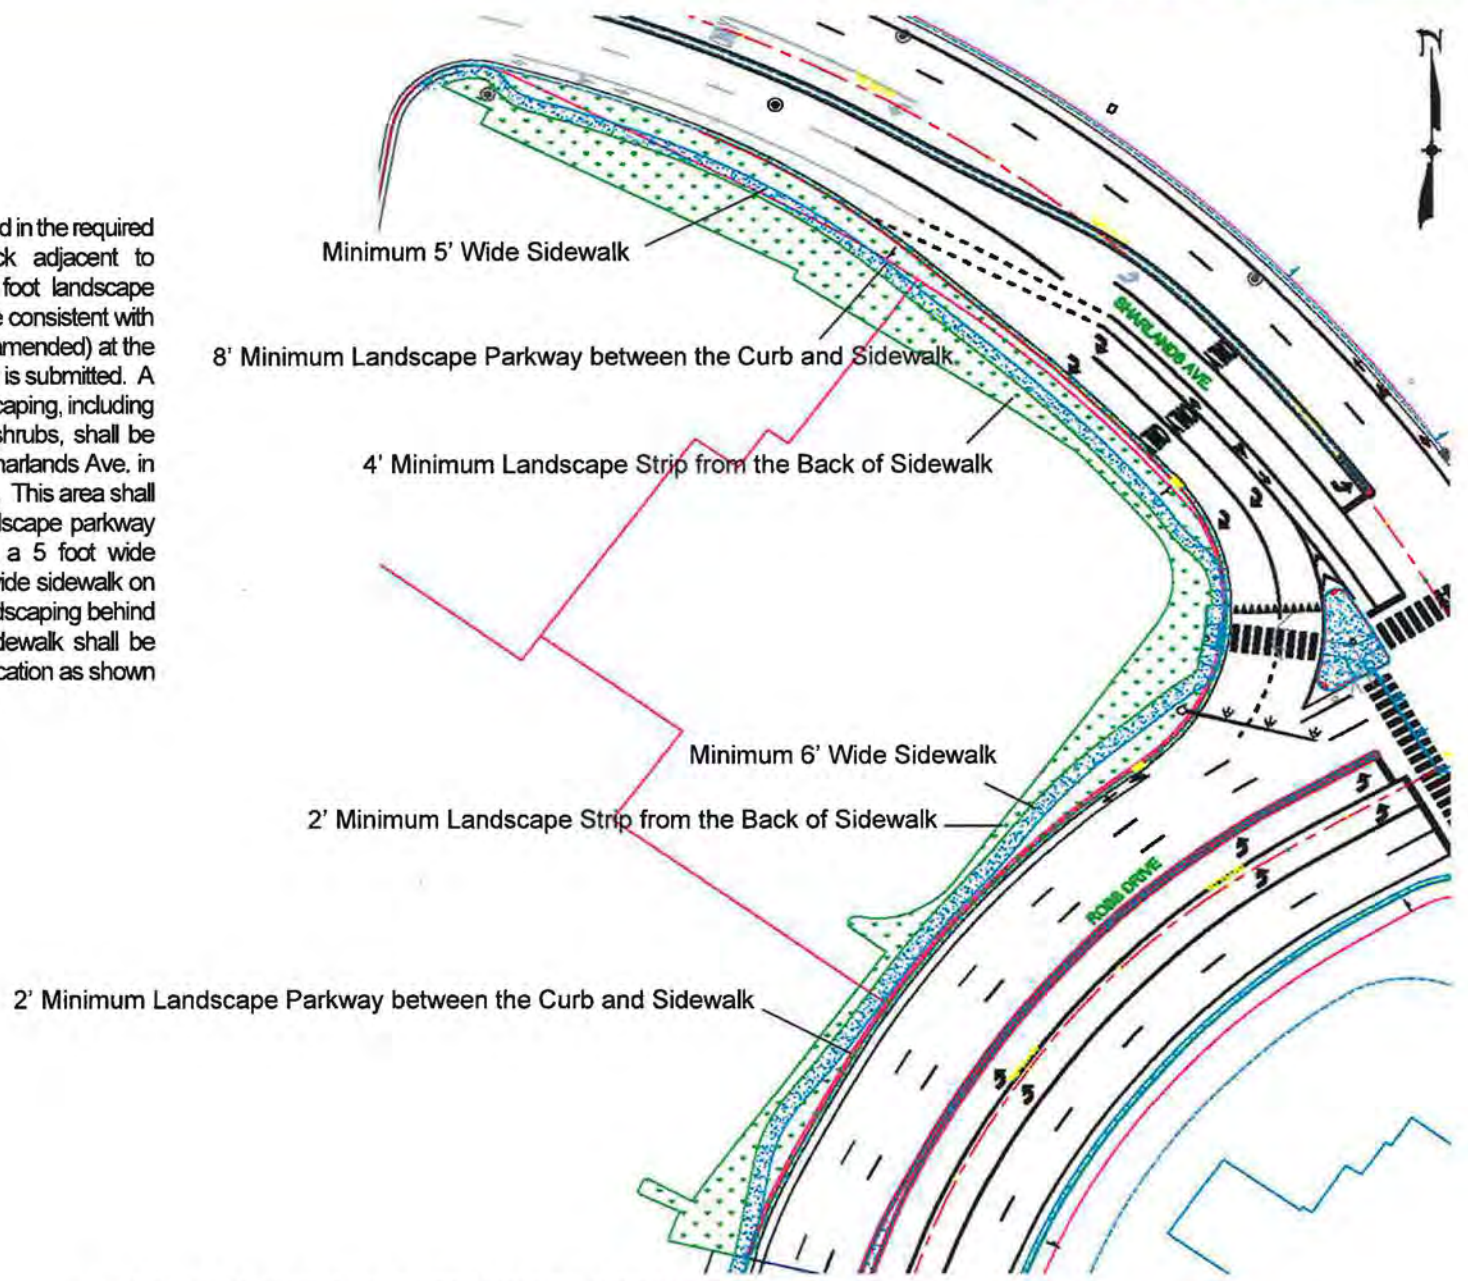 d in the required
ck adjacent to
foot landscape
e consistent with
mended) at the
is submitted. A
caping, including
shrubs, shall be
harlands Ave. in
This area shall
dscape parkway
a 5 foot wide
ide sidewalk on
dscaping behind
dewalk shall be
cation as shown
Minimum 5' Wide Sidewalk
8' Minimum Landscape Parkway between the Curb and Sidewalk
4' Minimum Landscape Strip from the Back of Sidewalk
Minimum 6' Wide Sidewalk
2' Minimum Landscape Strip from the Back of Sidewalk
2' Minimum Landscape Parkway between the Curb and Sidewalk
SHARLANDS AVE
ROBB DRIVE
N